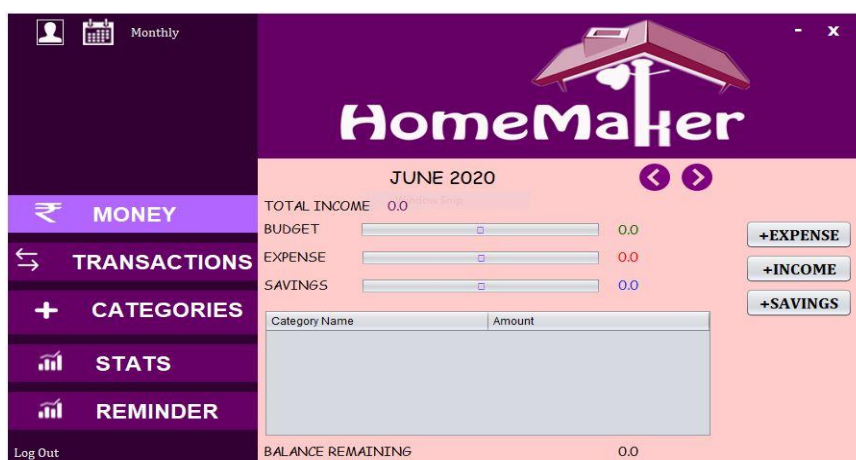 Monthly
- x
HomeMaker
JUNE 2020
< >
₹ MONEY
TRANSACTIONS
+ CATEGORIES
STATS
REMINDER
Log Out
TOTAL INCOME 0.0
BUDGET 0.0
EXPENSE 0.0
SAVINGS 0.0
+EXPENSE
+INCOME
+SAVINGS
Category Name Amount
BALANCE REMAINING 0.0